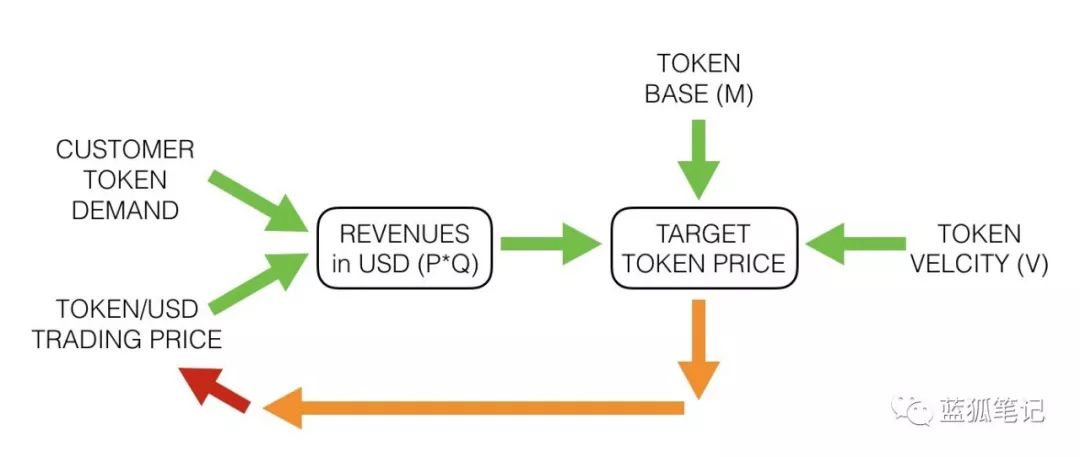 TOKEN
BASE (M)
CUSTOMER
TOKEN
DEMAND
REVENUES
in USD (P*Q)
TARGET
TOKEN PRICE
TOKEN
VELCITY (V)
TOKEN/USD
TRADING PRICE
蓝狐笔记